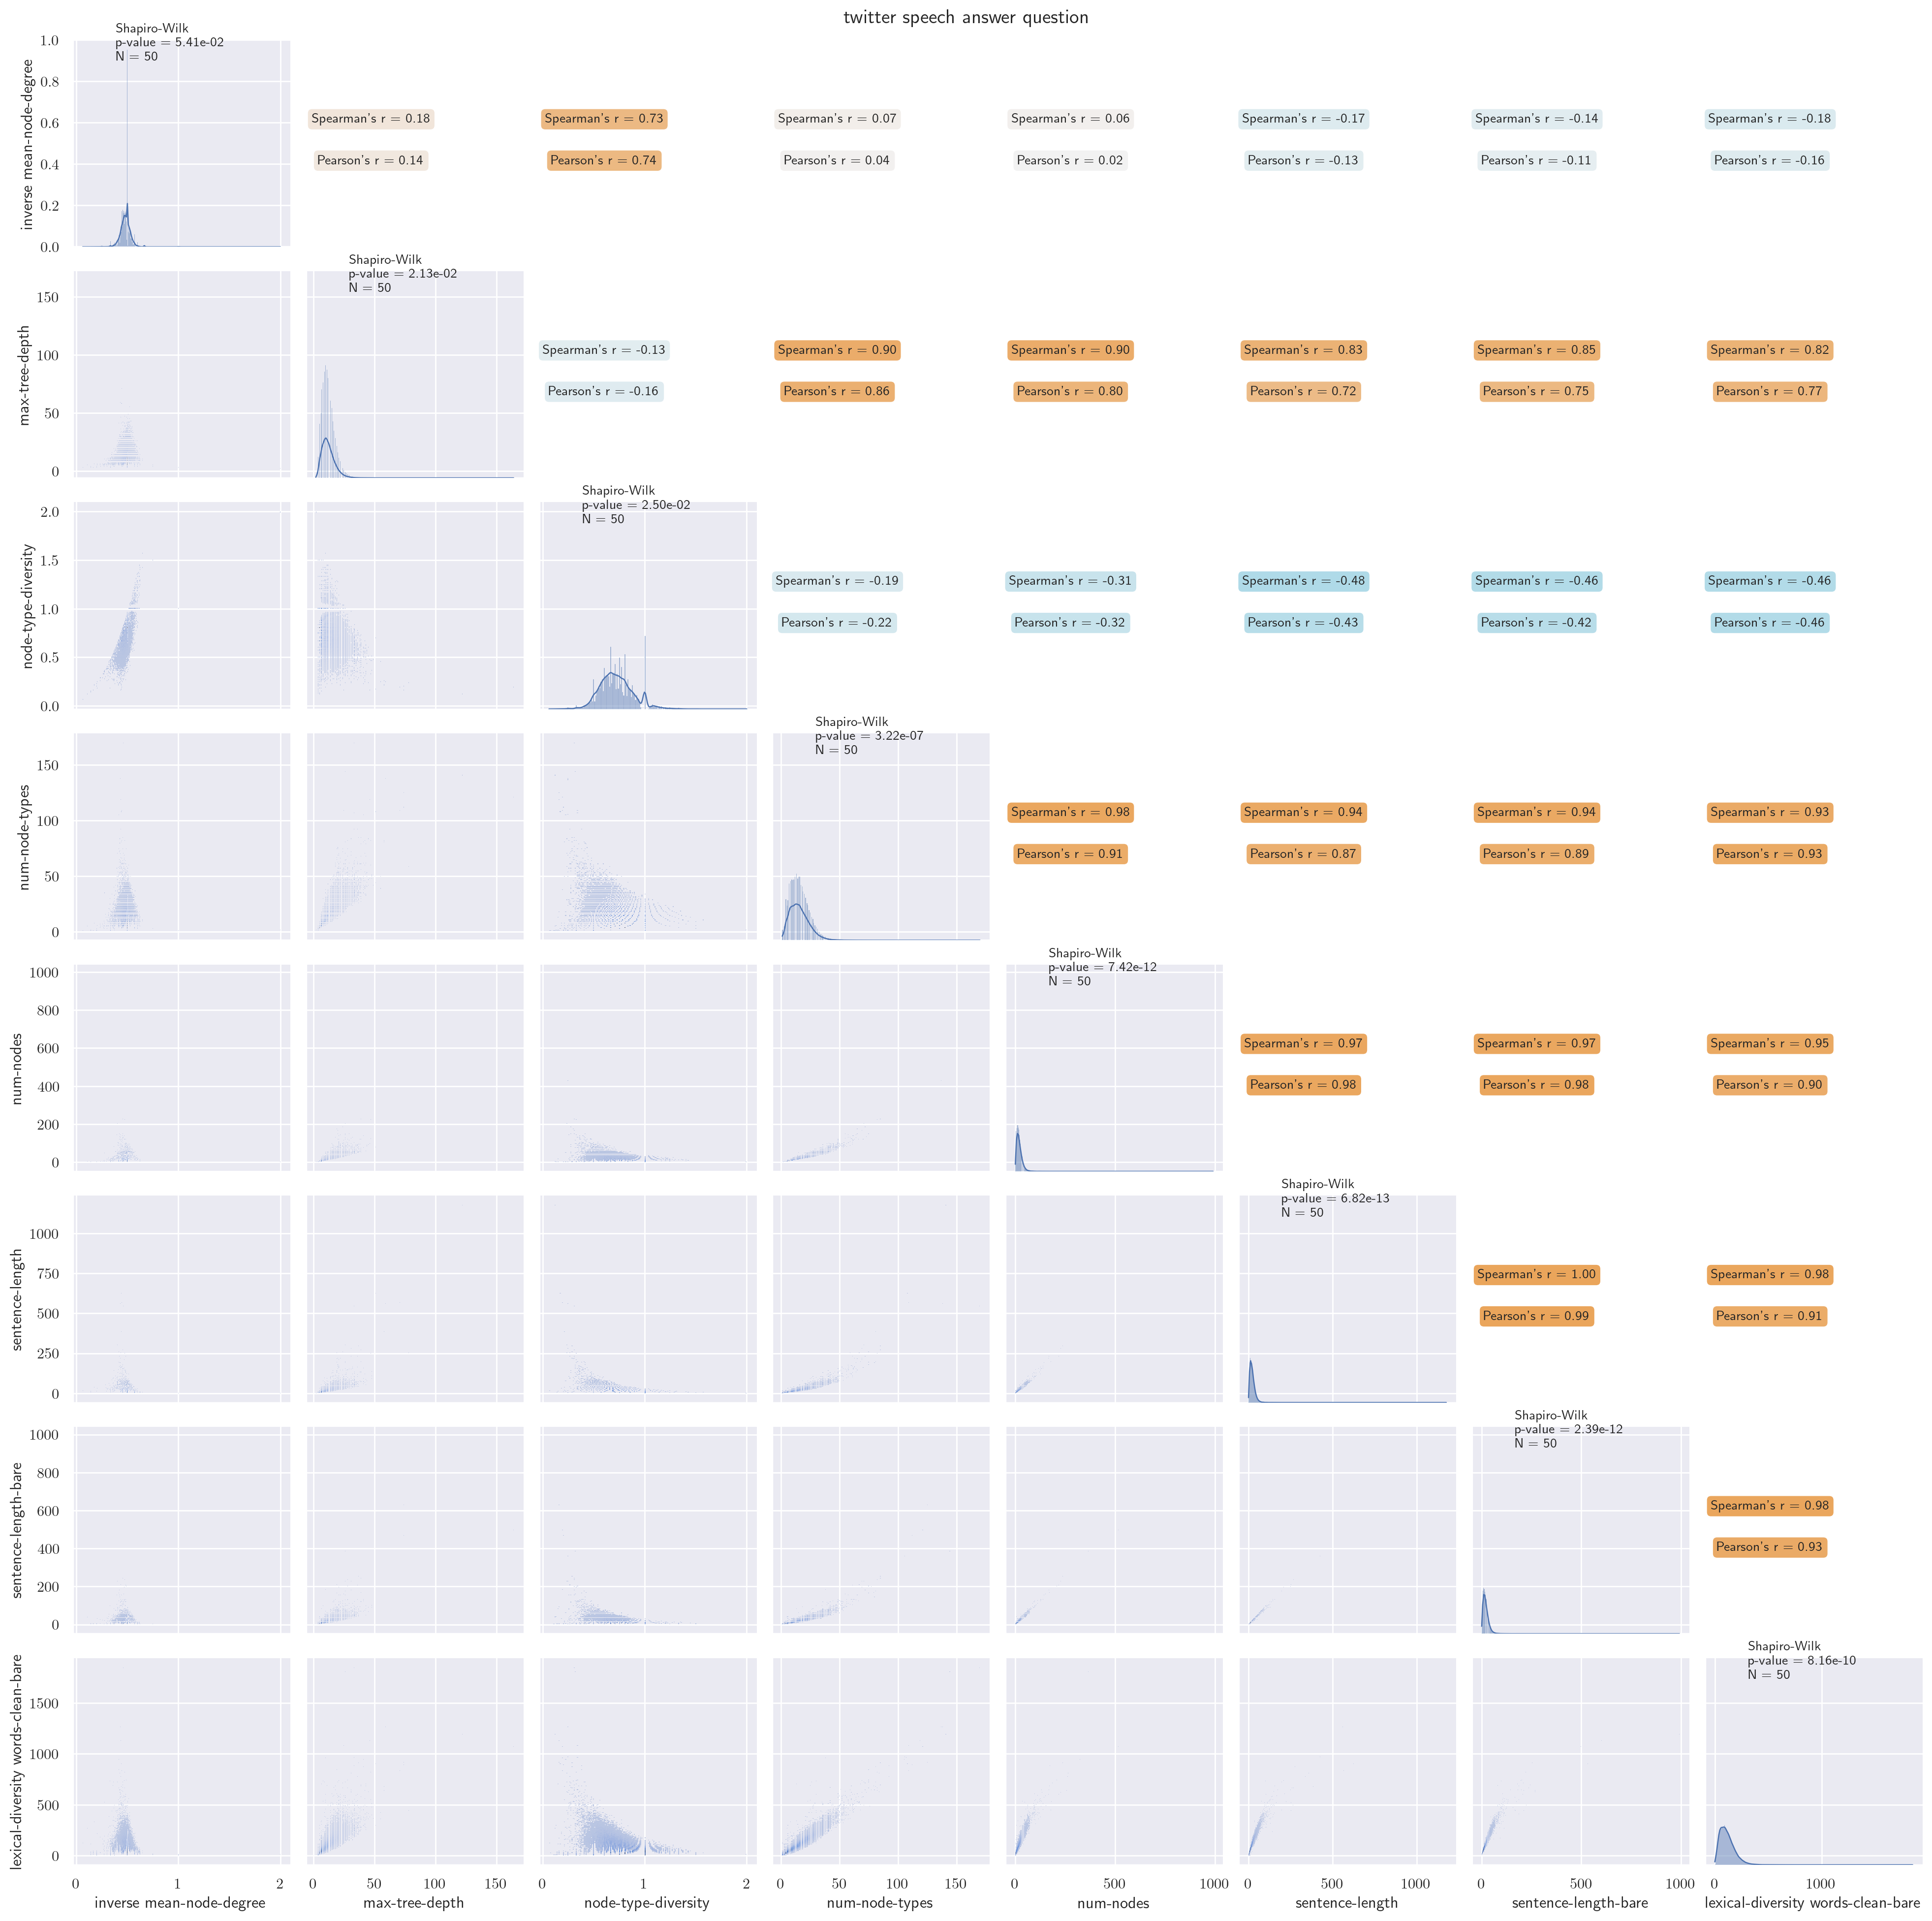 twitter speech answer question
Shapiro-Wilk
p-value = 5.41e-02
N = 50
1.0
0.8
0.6
0.4
0.2
0.0
inverse mean-node-degree
Spearman's r = 0.18
Pearson's r = 0.14
Spearman's r = 0.73
Pearson's r = 0.74
Spearman's r = 0.07
Pearson's r = 0.04
Spearman's r = 0.06
Pearson's r = 0.02
Spearman's r = -0.17
Pearson's r = -0.13
Spearman's r = -0.14
Pearson's r = -0.11
Spearman's r = -0.18
Pearson's r = -0.16
Shapiro-Wilk
p-value = 2.13e-02
N = 50
150
100
50
0
max-tree-depth
Spearman's r = -0.13
Pearson's r = -0.16
Spearman's r = 0.90
Pearson's r = 0.86
Spearman's r = 0.90
Pearson's r = 0.80
Spearman's r = 0.83
Pearson's r = 0.72
Spearman's r = 0.85
Pearson's r = 0.75
Spearman's r = 0.82
Pearson's r = 0.77
Shapiro-Wilk
p-value = 2.50e-02
N = 50
2.0
1.5
1.0
0.5
0.0
node-type-diversity
Spearman's r = -0.19
Pearson's r = -0.22
Spearman's r = -0.31
Pearson's r = -0.32
Spearman's r = -0.48
Pearson's r = -0.43
Spearman's r = -0.46
Pearson's r = -0.42
Spearman's r = -0.46
Pearson's r = -0.46
Shapiro-Wilk
p-value = 3.22e-07
N = 50
150
100
50
0
num-node-types
Spearman's r = 0.98
Pearson's r = 0.91
Spearman's r = 0.94
Pearson's r = 0.87
Spearman's r = 0.94
Pearson's r = 0.89
Spearman's r = 0.93
Pearson's r = 0.93
Shapiro-Wilk
p-value = 7.42e-12
N = 50
1000
800
600
400
200
0
num-nodes
Spearman's r = 0.97
Pearson's r = 0.98
Spearman's r = 0.97
Pearson's r = 0.98
Spearman's r = 0.95
Pearson's r = 0.90
Shapiro-Wilk
p-value = 6.82e-13
N = 50
1000
750
500
250
0
sentence-length
Spearman's r = 1.00
Pearson's r = 0.99
Spearman's r = 0.98
Pearson's r = 0.91
Shapiro-Wilk
p-value = 2.39e-12
N = 50
1000
800
600
400
200
0
sentence-length-bare
Spearman's r = 0.98
Pearson's r = 0.93
Shapiro-Wilk
p-value = 8.16e-10
N = 50
1500
1000
500
0
lexical-diversity words-clean-bare
0 1 2
inverse mean-node-degree
0 50 100 150
max-tree-depth
0 1 2
node-type-diversity
0 50 100 150
num-node-types
0 500 1000
num-nodes
0 500 1000
sentence-length
0 500 1000
sentence-length-bare
0 1000
lexical-diversity words-clean-bare